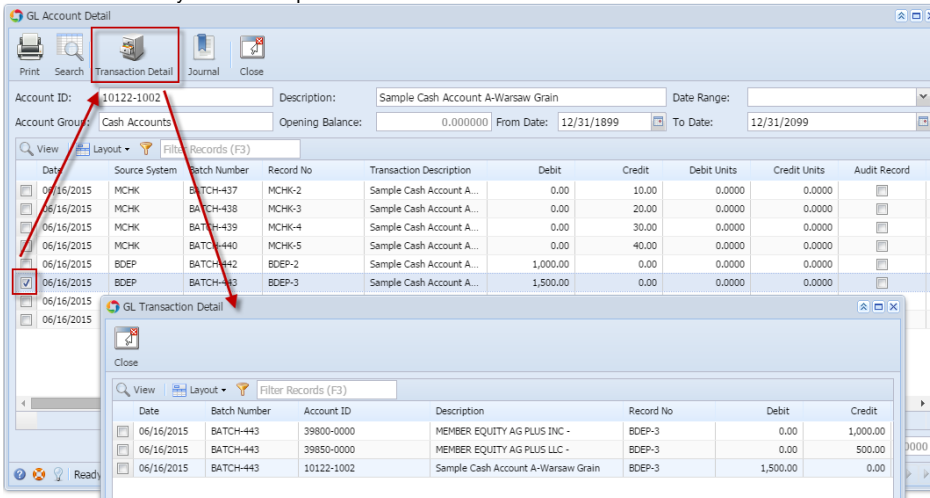 GL Account Detail
Print Search Transaction Detail Journal Close
Account ID: 10122-1002 Description: Sample Cash Account A-Warsaw Grain Date Range:
Account Group: Cash Accounts Opening Balance: 0.000000 From Date: 12/31/1899 To Date: 12/31/2099
View Layout Filter Records (F3)
Date Source System Batch Number Record No Transaction Description Debit Credit Debit Units Credit Units Audit Record
06/16/2015 MCHK BATCH-437 MCHK-2 Sample Cash Account A... 0.00 10.00 0.0000 0.0000
06/16/2015 MCHK BATCH-438 MCHK-3 Sample Cash Account A... 0.00 20.00 0.0000 0.0000
06/16/2015 MCHK BATCH-439 MCHK-4 Sample Cash Account A... 0.00 30.00 0.0000 0.0000
06/16/2015 MCHK BATCH-440 MCHK-5 Sample Cash Account A... 0.00 40.00 0.0000 0.0000
06/16/2015 BDEP BATCH-442 BDEP-2 Sample Cash Account A... 1,000.00 0.00 0.0000 0.0000
06/16/2015 BDEP BATCH-443 BDEP-3 Sample Cash Account A... 1,500.00 0.00 0.0000 0.0000
06/16/2015
06/16/2015
GL Transaction Detail
Close
View Layout Filter Records (F3)
Date Batch Number Account ID Description Record No Debit Credit
06/16/2015 BATCH-443 39800-0000 MEMBER EQUITY AG PLUS INC - BDEP-3 0.00 1,000.00
06/16/2015 BATCH-443 39850-0000 MEMBER EQUITY AG PLUS LLC - BDEP-3 0.00 500.00
06/16/2015 BATCH-443 10122-1002 Sample Cash Account A-Warsaw Grain BDEP-3 1,500.00 0.00
Ready